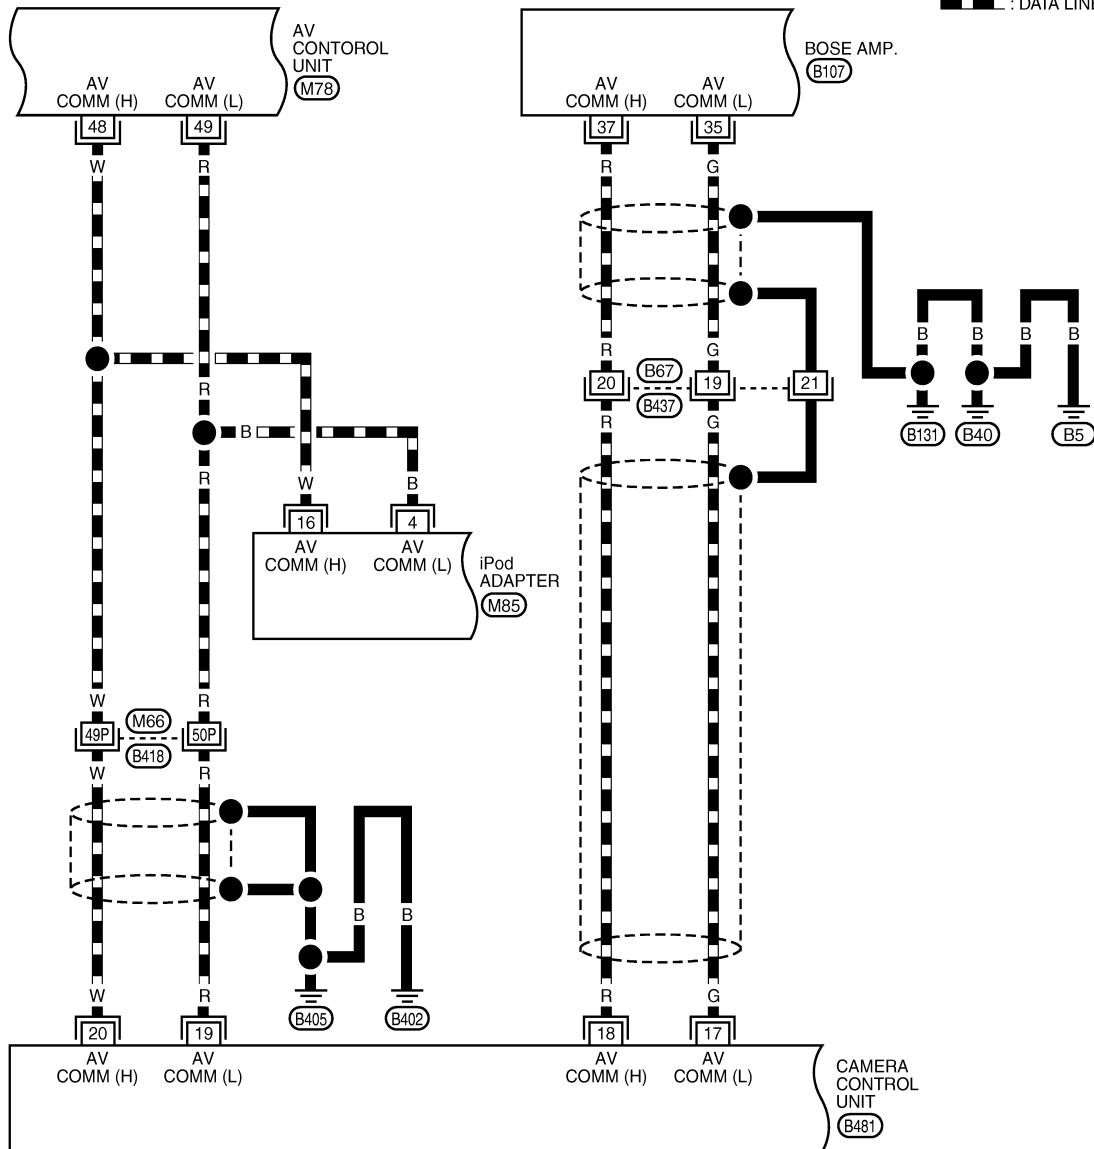 : DATA LINE
AV
CONTOROL
UNIT
M78
AV
COMM (H)
AV
COMM (L)
48
49
W
R
BOSE AMP.
B107
AV
COMM (H)
AV
COMM (L)
37
35
R
G
R
B
W
B
R
16
4
AV
COMM (H)
AV
COMM (L)
iPod
ADAPTER
M85
R
G
20
B67
B437
19
21
R
G
B
B
B
B
B131
B40
B5
W
R
49P
M66
B418
50P
W
R
B
B
B405
B402
W
R
20
19
AV
COMM (H)
AV
COMM (L)
R
G
18
17
AV
COMM (H)
AV
COMM (L)
CAMERA
CONTROL
UNIT
B481